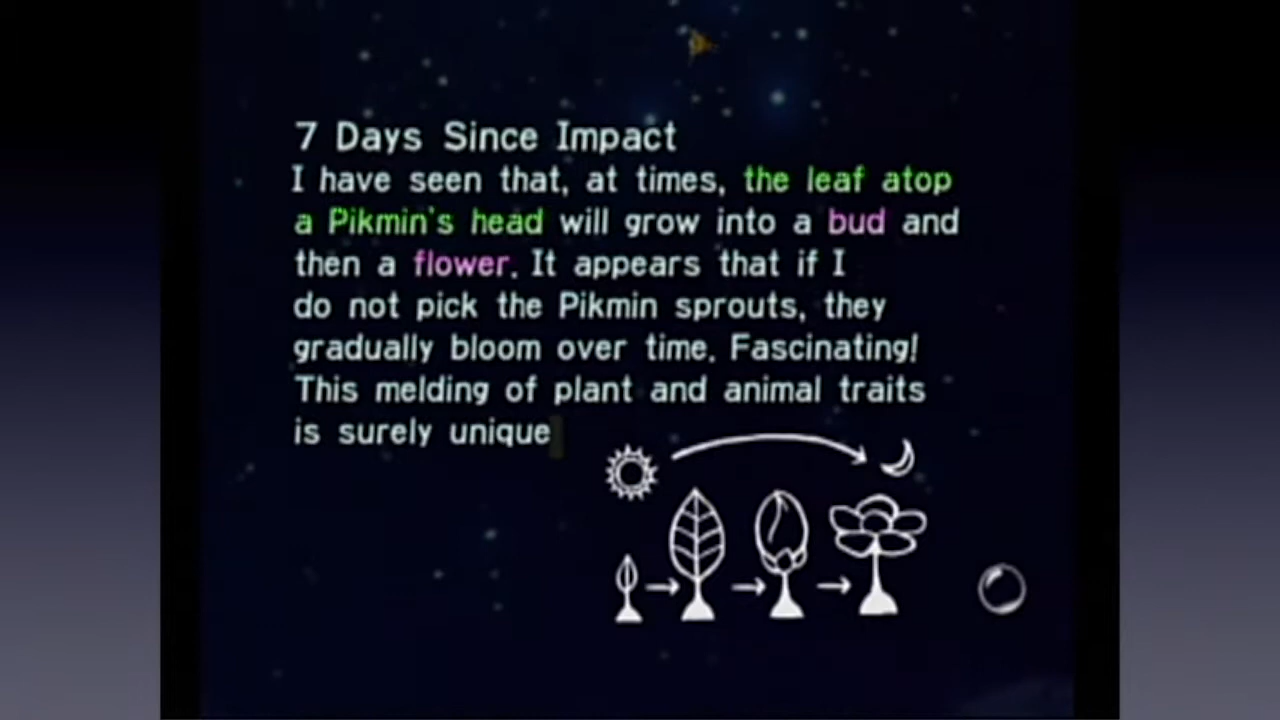 7 Days Since Impact
I have seen that, at times, the leaf atop
a Pikmin's head will grow into a bud and
then a flower. It appears that if I
do not pick the Pikmin sprouts, they
gradually bloom over time. Fascinating!
This melding of plant and animal traits
is surely unique